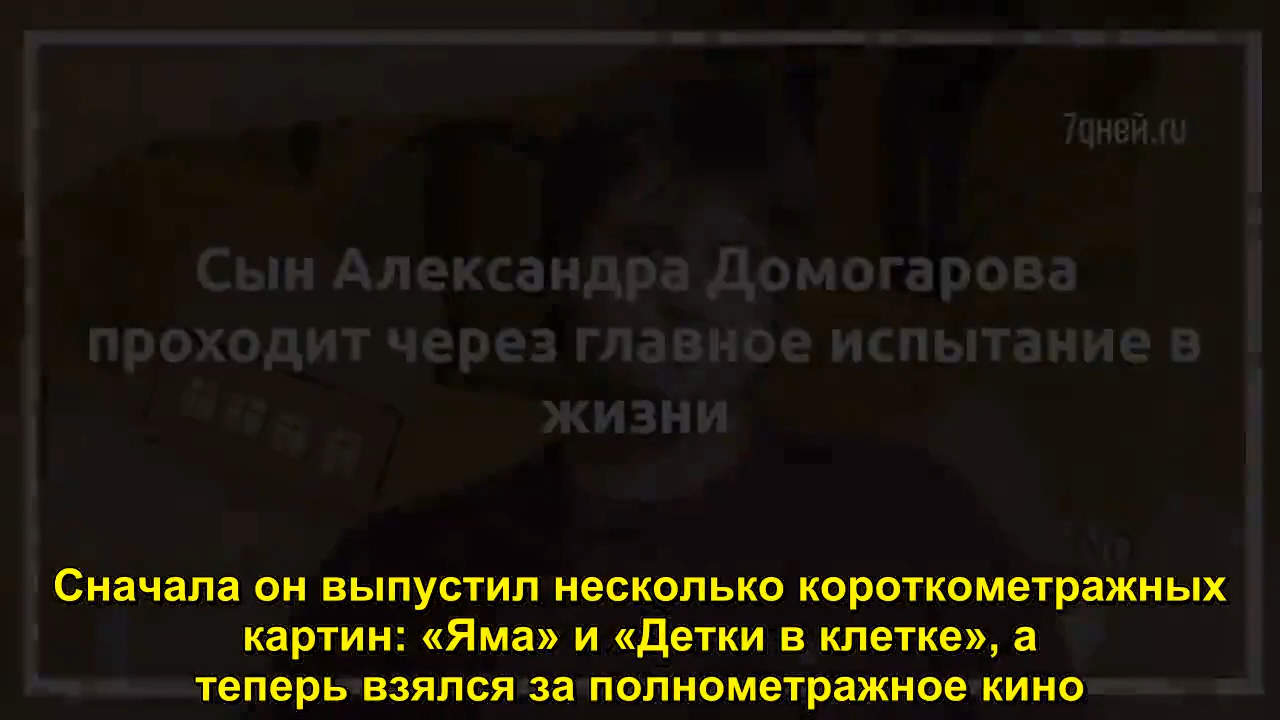 7дней.ru
Сын Александра Домогарова
проходит через главное испытание в
жизни
Сначала он выпустил несколько короткометражных
картин: «Яма» и «Детки в клетке», а
теперь взялся за полнометражное кино